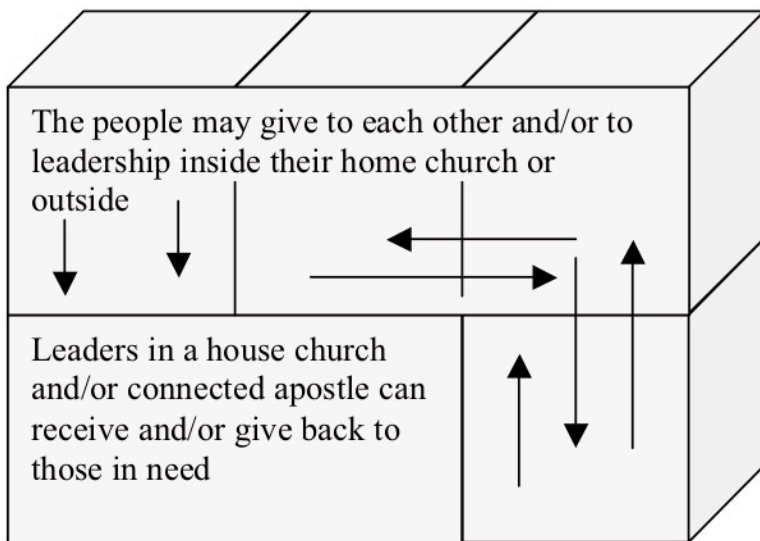 The people may give to each other and/or to
leadership inside their home church or
outside
Leaders in a house church
and/or connected apostle can
receive and/or give back to
those in need